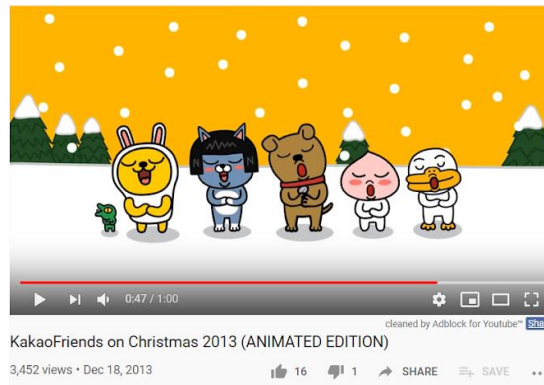 0:47 / 1:00
cleaned by Adblock for Youtube™
KakaoFriends on Christmas 2013 (ANIMATED EDITION)
3,452 views • Dec 18, 2013 16 1 SHARE SAVE